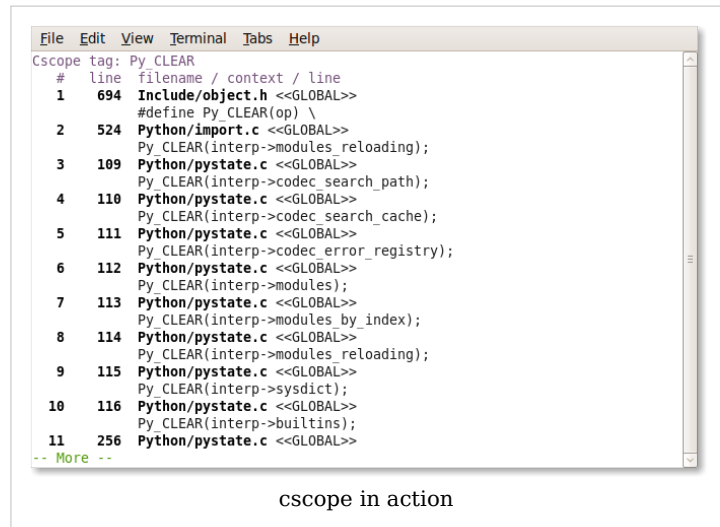 File Edit View Terminal Tabs Help
Cscope tag: Py_CLEAR
# line filename / context / line
1 694 Include/object.h <<GLOBAL>>
#define Py_CLEAR(op) \
2 524 Python/import.c <<GLOBAL>>
Py_CLEAR(interp->modules_reloading);
3 109 Python/pystate.c <<GLOBAL>>
Py_CLEAR(interp->codec_search_path);
4 110 Python/pystate.c <<GLOBAL>>
Py_CLEAR(interp->codec_search_cache);
5 111 Python/pystate.c <<GLOBAL>>
Py_CLEAR(interp->codec_error_registry);
6 112 Python/pystate.c <<GLOBAL>>
Py_CLEAR(interp->modules);
7 113 Python/pystate.c <<GLOBAL>>
Py_CLEAR(interp->modules_by_index);
8 114 Python/pystate.c <<GLOBAL>>
Py_CLEAR(interp->modules_reloading);
9 115 Python/pystate.c <<GLOBAL>>
Py_CLEAR(interp->sysdict);
10 116 Python/pystate.c <<GLOBAL>>
Py_CLEAR(interp->builtins);
11 256 Python/pystate.c <<GLOBAL>>
-- More --
cscope in action